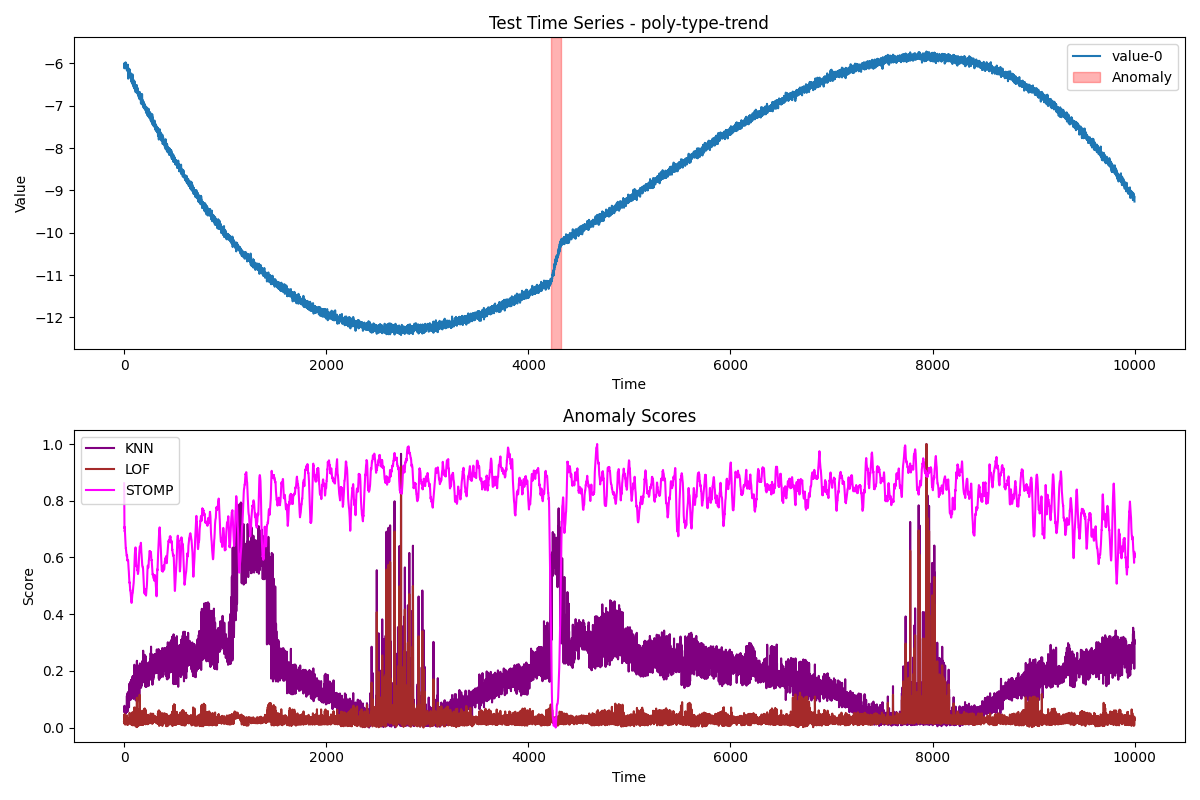 Test Time Series - poly-type-trend
Value
−6
−7
−8
−9
−10
−11
−12
value-0
Anomaly
0 2000 4000 6000 8000 10000
Time
Anomaly Scores
Score
1.0
0.8
0.6
0.4
0.2
0.0
KNN
LOF
STOMP
0 2000 4000 6000 8000 10000
Time